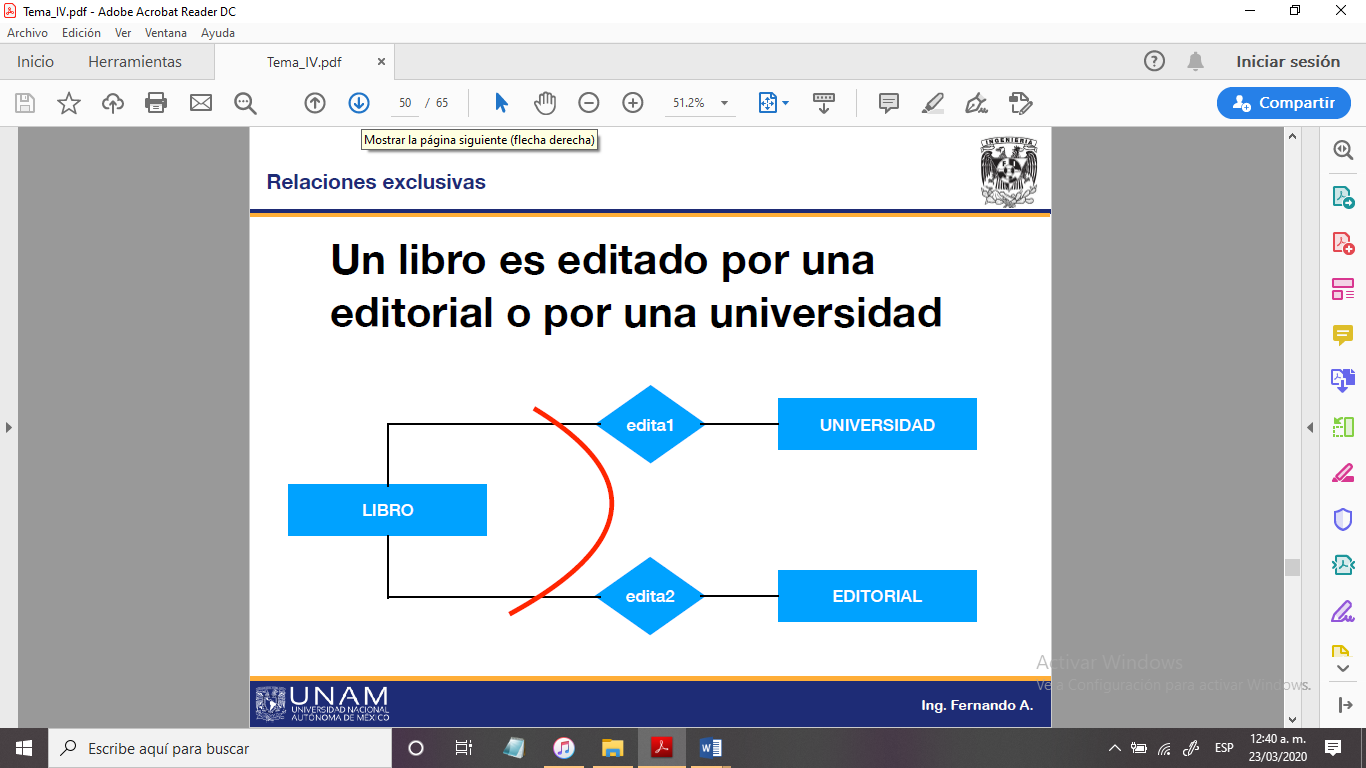 Tema_IV.pdf - Adobe Acrobat Reader DC
Archivo Edición Ver Ventana Ayuda
Inicio Herramientas Tema_IV.pdf × Iniciar sesión
50 / 65 51.2% Compartir
Mostrar la página siguiente (flecha derecha)
INGENIERIA
Relaciones exclusivas
Un libro es editado por una
editorial o por una universidad
edita1 UNIVERSIDAD
LIBRO
edita2 EDITORIAL
Activar Windows
Ve a Configuración para activar Windows.
UNAM
UNIVERSIDAD NACIONAL
AUTÓNOMA DE MÉXICO
Ing. Fernando A.
Escribe aquí para buscar
ESP
12:40 a. m.
23/03/2020